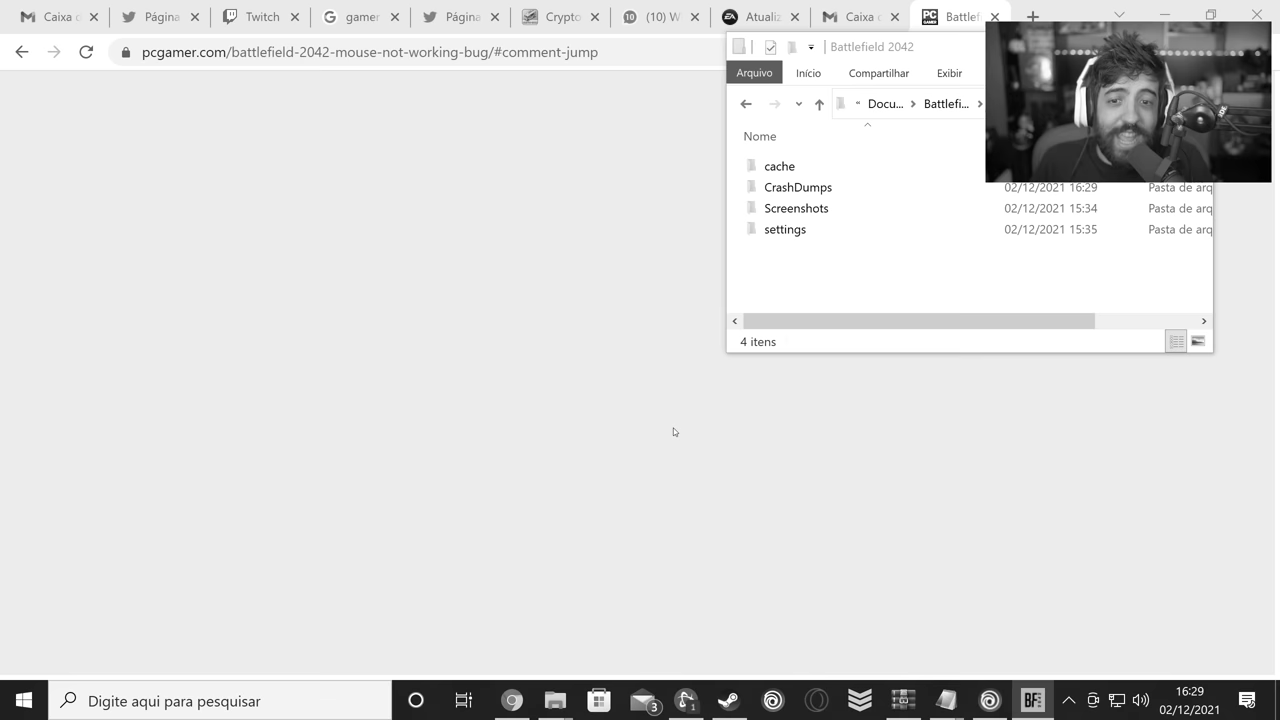 Caixa d
Página
Twitch
gamer
Página
Crypto
(10) W
Atualiz
Caixa d
Battlef
pcgamer.com/battlefield-2042-mouse-not-working-bug/#comment-jump
Battlefield 2042
Arquivo
Início
Compartilhar
Exibir
Docu...
Battlefi...
Nome
cache
CrashDumps 02/12/2021 16:29 Pasta de arq
Screenshots 02/12/2021 15:34 Pasta de arq
settings 02/12/2021 15:35 Pasta de arq
4 itens
Digite aqui para pesquisar
3
BF
16:29
02/12/2021